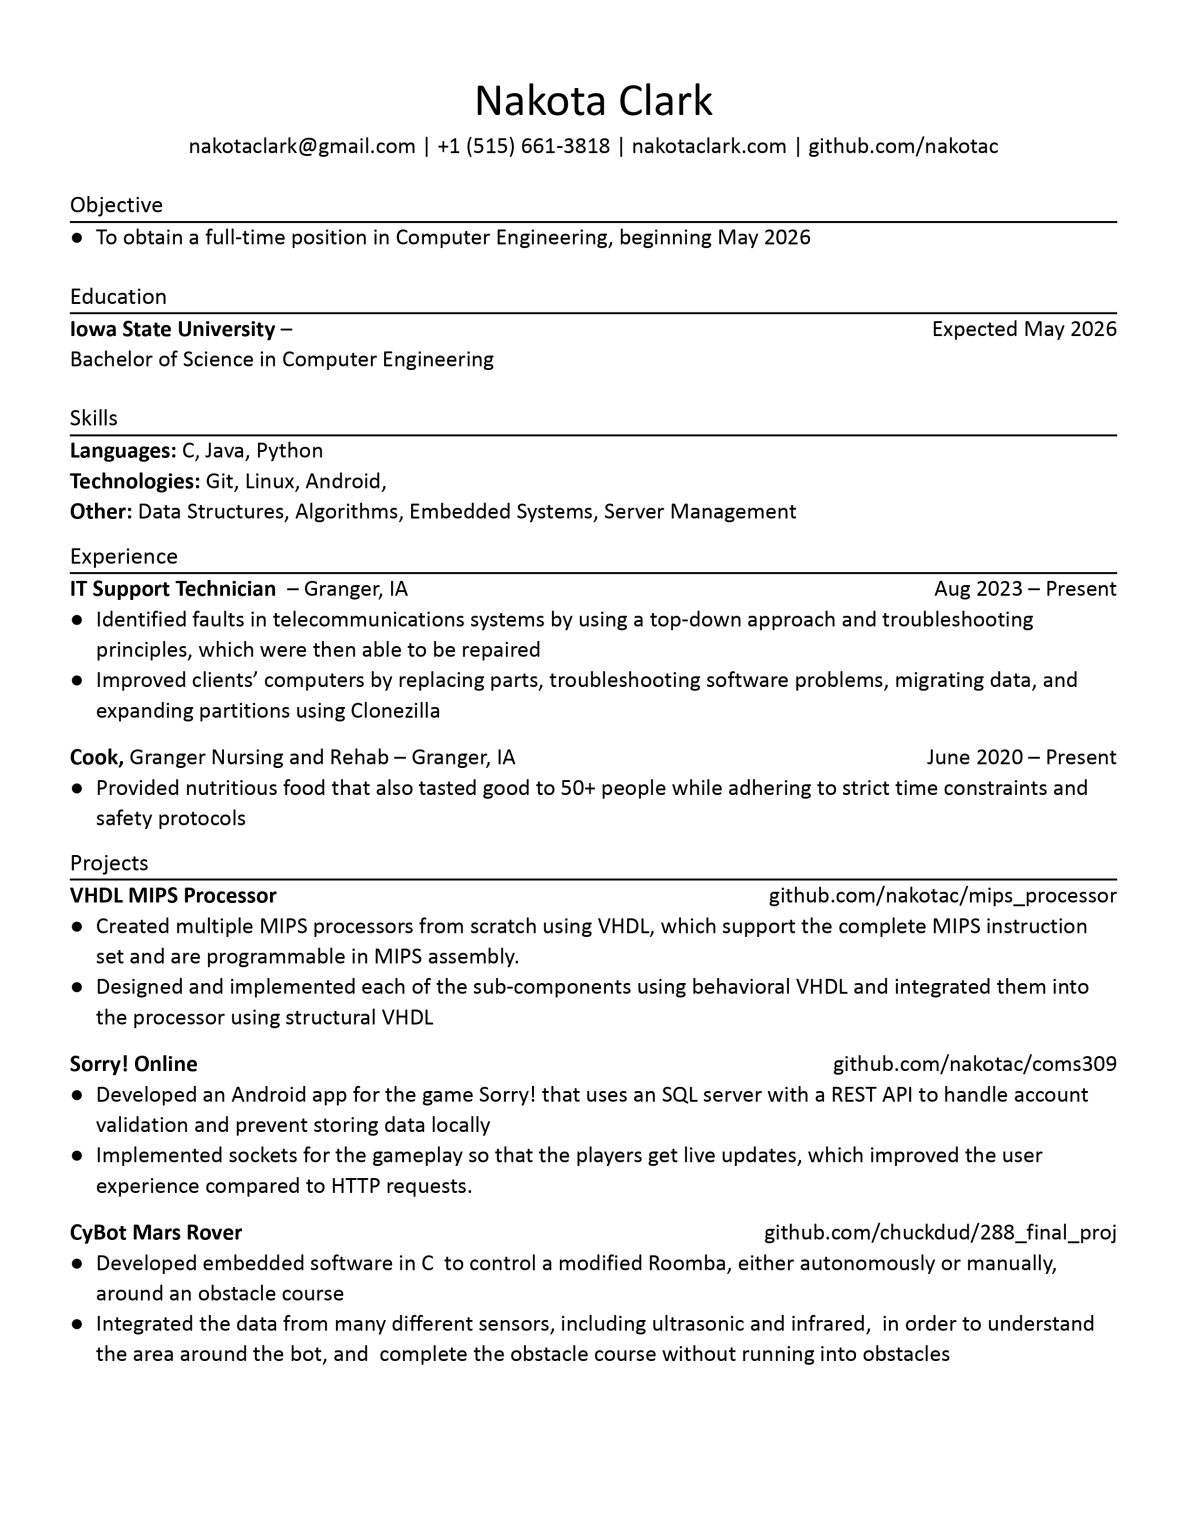 Nakota Clark
nakotaclark@gmail.com | +1 (515) 661-3818 | nakotaclark.com | github.com/nakotac
Objective
● To obtain a full-time position in Computer Engineering, beginning May 2026
Education
Iowa State University – Expected May 2026
Bachelor of Science in Computer Engineering
Skills
Languages: C, Java, Python
Technologies: Git, Linux, Android,
Other: Data Structures, Algorithms, Embedded Systems, Server Management
Experience
IT Support Technician  – Granger, IA Aug 2023 – Present
● Identified faults in telecommunications systems by using a top-down approach and troubleshooting
principles, which were then able to be repaired
● Improved clients’ computers by replacing parts, troubleshooting software problems, migrating data, and
expanding partitions using Clonezilla
Cook, Granger Nursing and Rehab – Granger, IA June 2020 – Present
● Provided nutritious food that also tasted good to 50+ people while adhering to strict time constraints and
safety protocols
Projects
VHDL MIPS Processor github.com/nakotac/mips_processor
● Created multiple MIPS processors from scratch using VHDL, which support the complete MIPS instruction
set and are programmable in MIPS assembly.
● Designed and implemented each of the sub-components using behavioral VHDL and integrated them into
the processor using structural VHDL
Sorry! Online github.com/nakotac/coms309
● Developed an Android app for the game Sorry! that uses an SQL server with a REST API to handle account
validation and prevent storing data locally
● Implemented sockets for the gameplay so that the players get live updates, which improved the user
experience compared to HTTP requests.
CyBot Mars Rover github.com/chuckdud/288_final_proj
● Developed embedded software in C  to control a modified Roomba, either autonomously or manually,
around an obstacle course
● Integrated the data from many different sensors, including ultrasonic and infrared,  in order to understand
the area around the bot, and  complete the obstacle course without running into obstacles